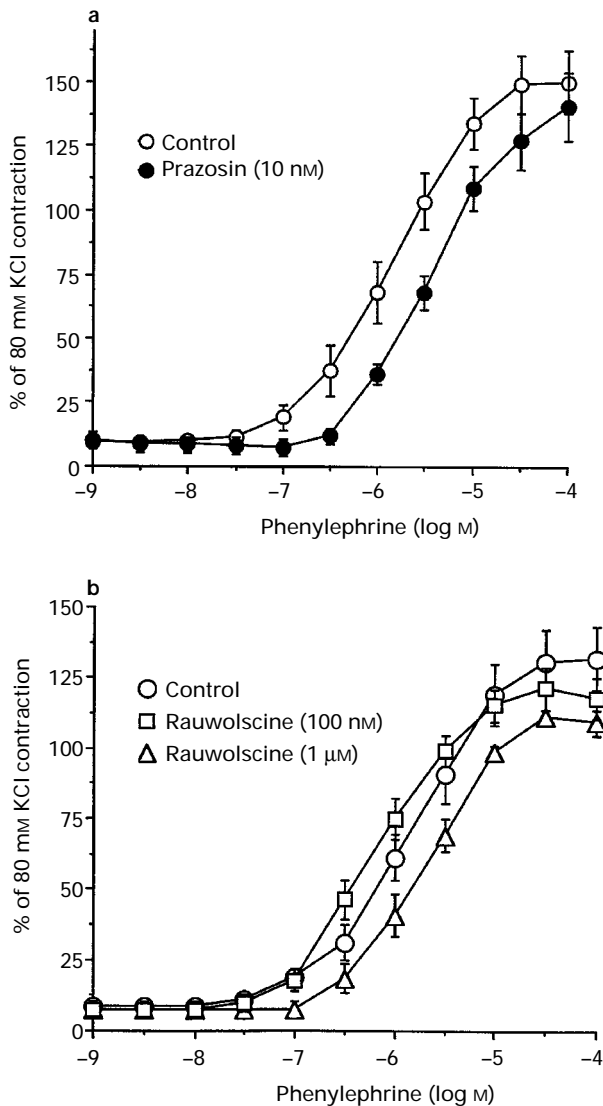 a
150
125
100
75
50
25
0
% of 80 mM KCl contraction
Control
Prazosin (10 nM)
−9
−8
−7
−6
−5
−4
Phenylephrine (log M)
b
150
125
100
75
50
25
0
% of 80 mM KCl contraction
Control
Rauwolscine (100 nM)
Rauwolscine (1 μM)
−9
−8
−7
−6
−5
−4
Phenylephrine (log M)